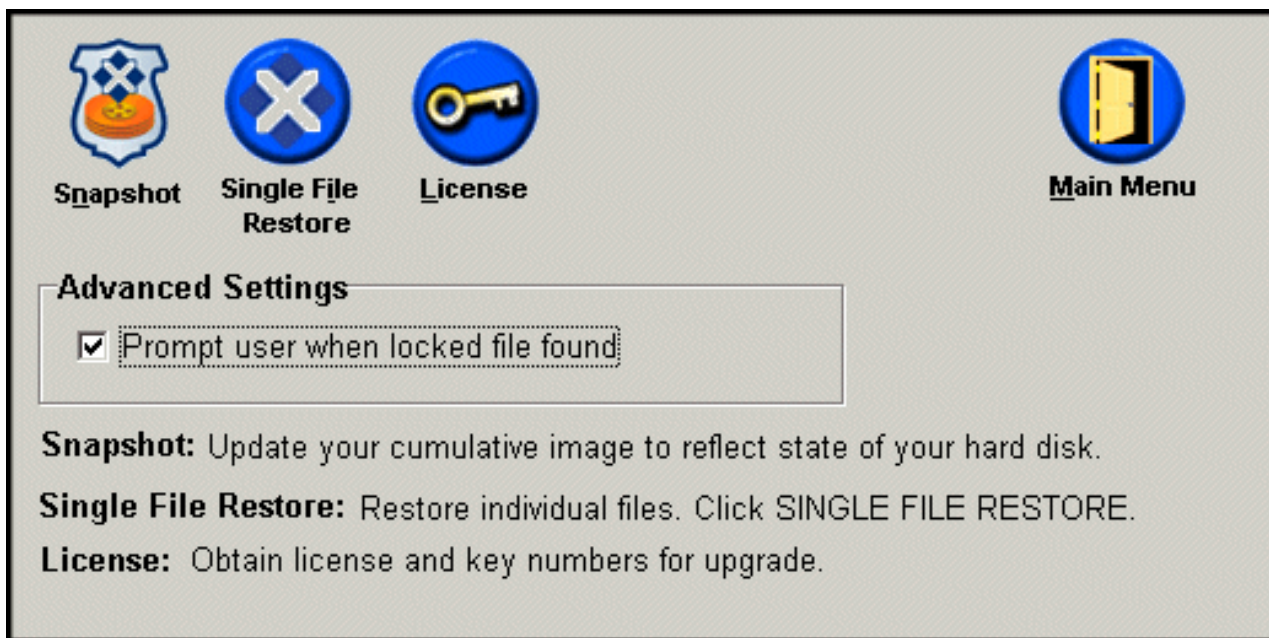 Snapshot
Single File
Restore
License
Main Menu
Advanced Settings
Prompt user when locked file found
Snapshot: Update your cumulative image to reflect state of your hard disk.
Single File Restore: Restore individual files. Click SINGLE FILE RESTORE.
License: Obtain license and key numbers for upgrade.